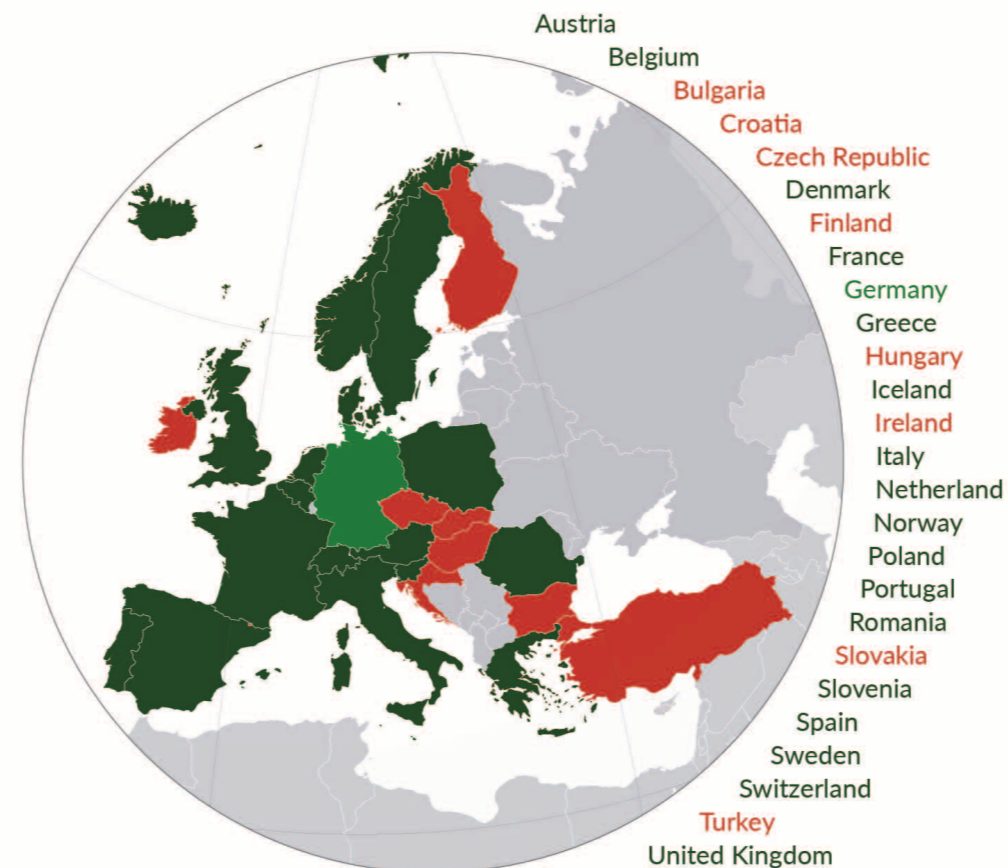 Austria
Belgium
Bulgaria
Croatia
Czech Republic
Denmark
Finland
France
Germany
Greece
Hungary
Iceland
Ireland
Italy
Netherland
Norway
Poland
Portugal
Romania
Slovakia
Slovenia
Spain
Sweden
Switzerland
Turkey
United Kingdom